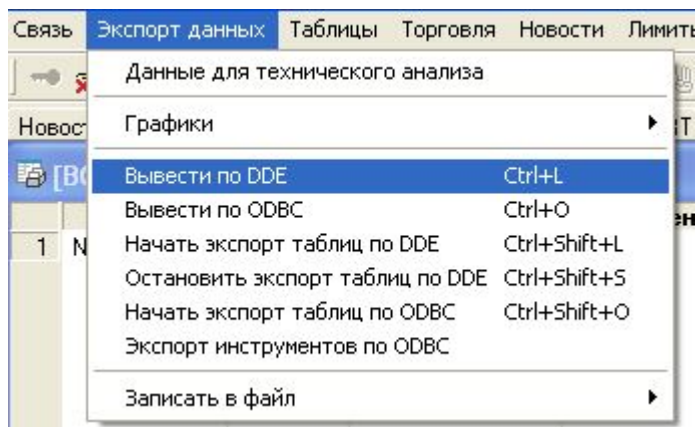 Связь Экспорт данных Таблицы Торговля Новости
Данные для технического анализа
Графики
Вывести по DDE Ctrl+L
Вывести по ODBC Ctrl+O
1 Начать экспорт таблиц по DDE Ctrl+Shift+L
Остановить экспорт таблиц по DDE Ctrl+Shift+S
Начать экспорт таблиц по ODBC Ctrl+Shift+O
Экспорт инструментов по ODBC
Записать в файл